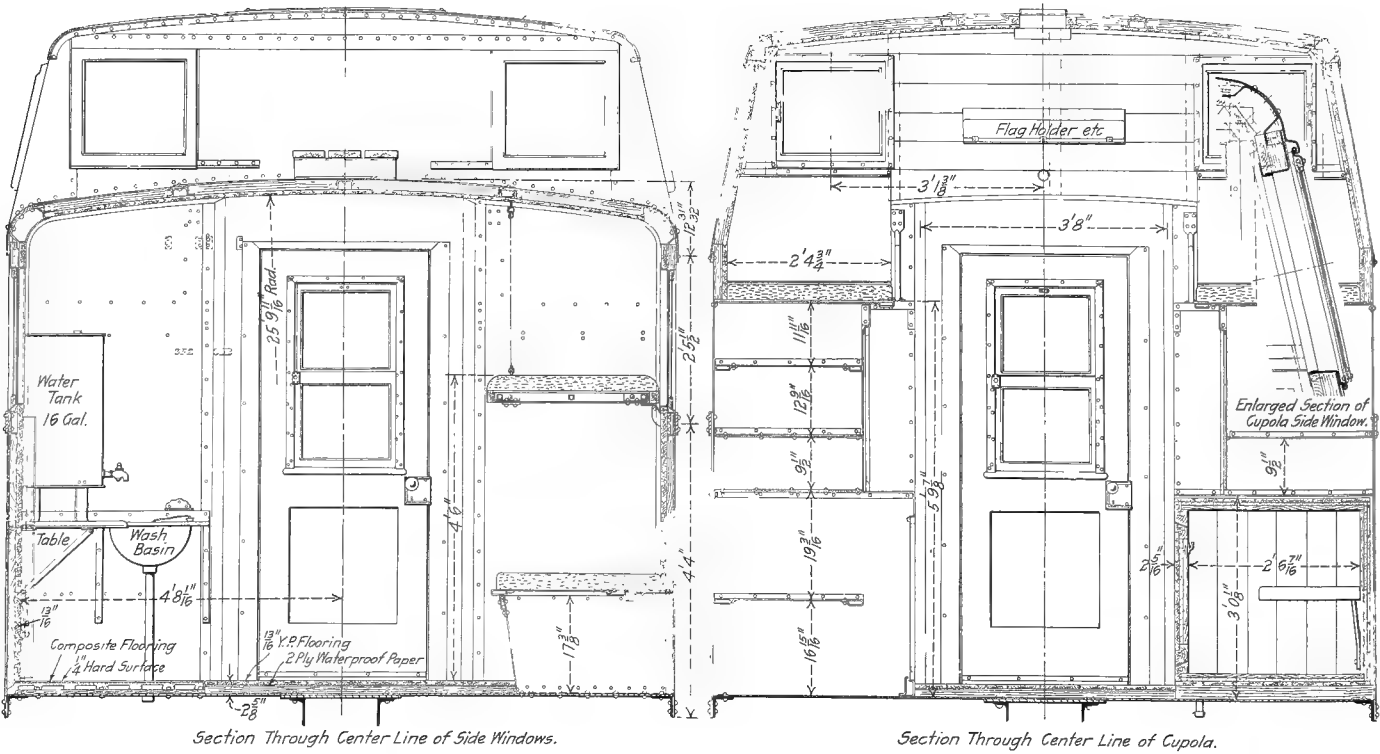 Flag Holder etc
3'1 3/8"
12 31/32"
3'8"
2'4 3/4"
25' 9 11/16" Rad.
2'5 1/2"
11 11/16"
Water
Tank
16 Gal.
12 9/16"
Enlarged Section of
Cupola Side Window.
9 1/2"
9 1/2"
5' 9 7/8"
4'6"
Table
Wash
Basin
4'4"
19 3/16"
2 5/16"
2' 6 7/16"
4' 8 1/16"
3' 0 1/8"
13/16"
17 3/8"
16 15/16"
Composite Flooring
1/4" Hard Surface
13/16" Y.P. Flooring
2 Ply Waterproof Paper
2 5/8"
Section Through Center Line of Side Windows.
Section Through Center Line of Cupola.